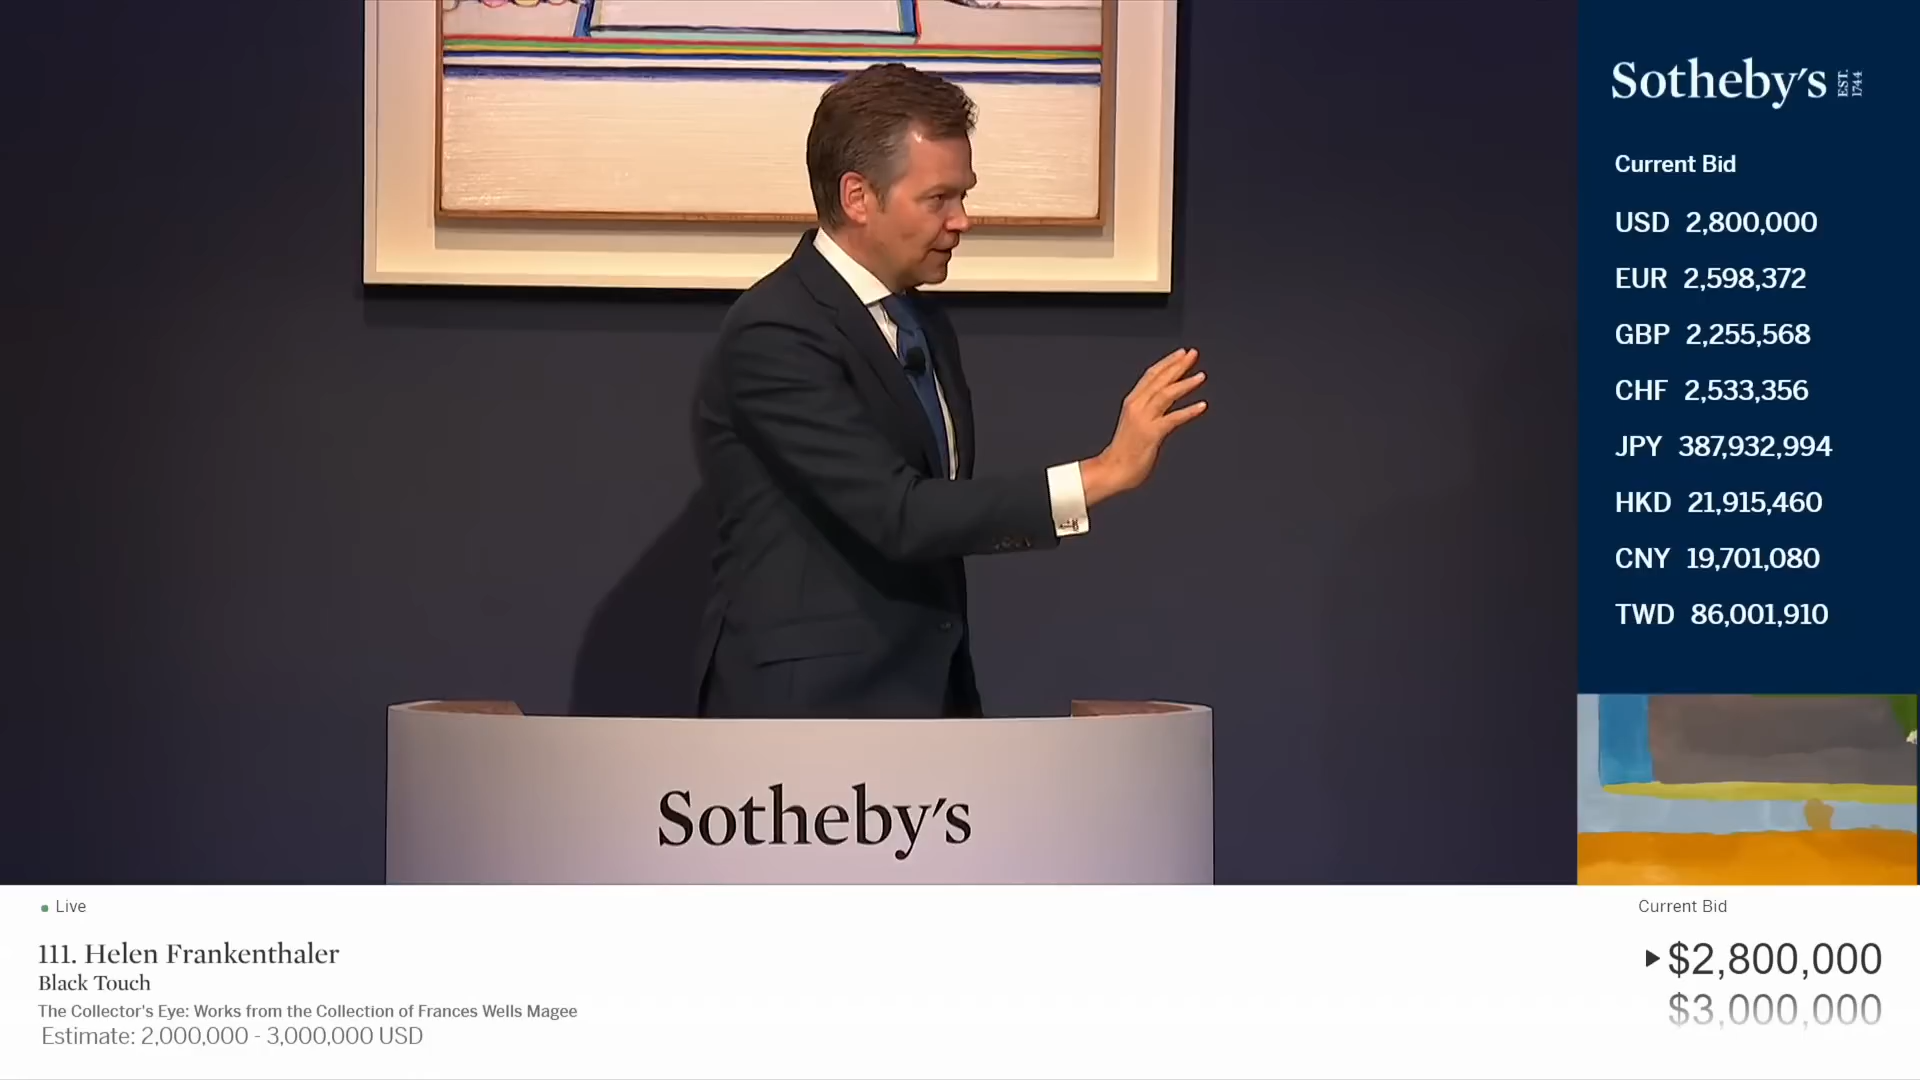 Sotheby's EST. 1744
Current Bid
USD 2,800,000
EUR 2,598,372
GBP 2,255,568
CHF 2,533,356
JPY 387,932,994
HKD 21,915,460
CNY 19,701,080
TWD 86,001,910
Sotheby's
Live
111. Helen Frankenthaler
Black Touch
The Collector's Eye: Works from the Collection of Frances Wells Magee
Estimate: 2,000,000 - 3,000,000 USD
Current Bid
$2,800,000
$3,000,000